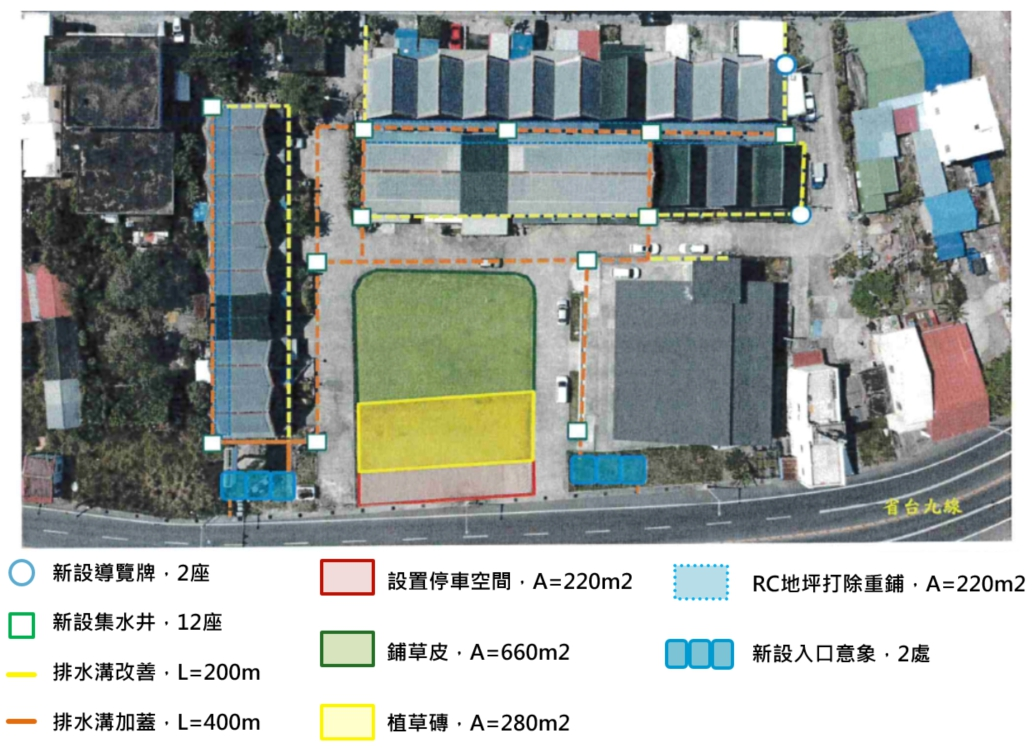 省台九線
新設導覽牌，2座
新設集水井，12座
排水溝改善，L=200m
排水溝加蓋，L=400m
設置停車空間，A=220m2
鋪草皮，A=660m2
植草磚，A=280m2
RC地坪打除重鋪，A=220m2
新設入口意象，2處